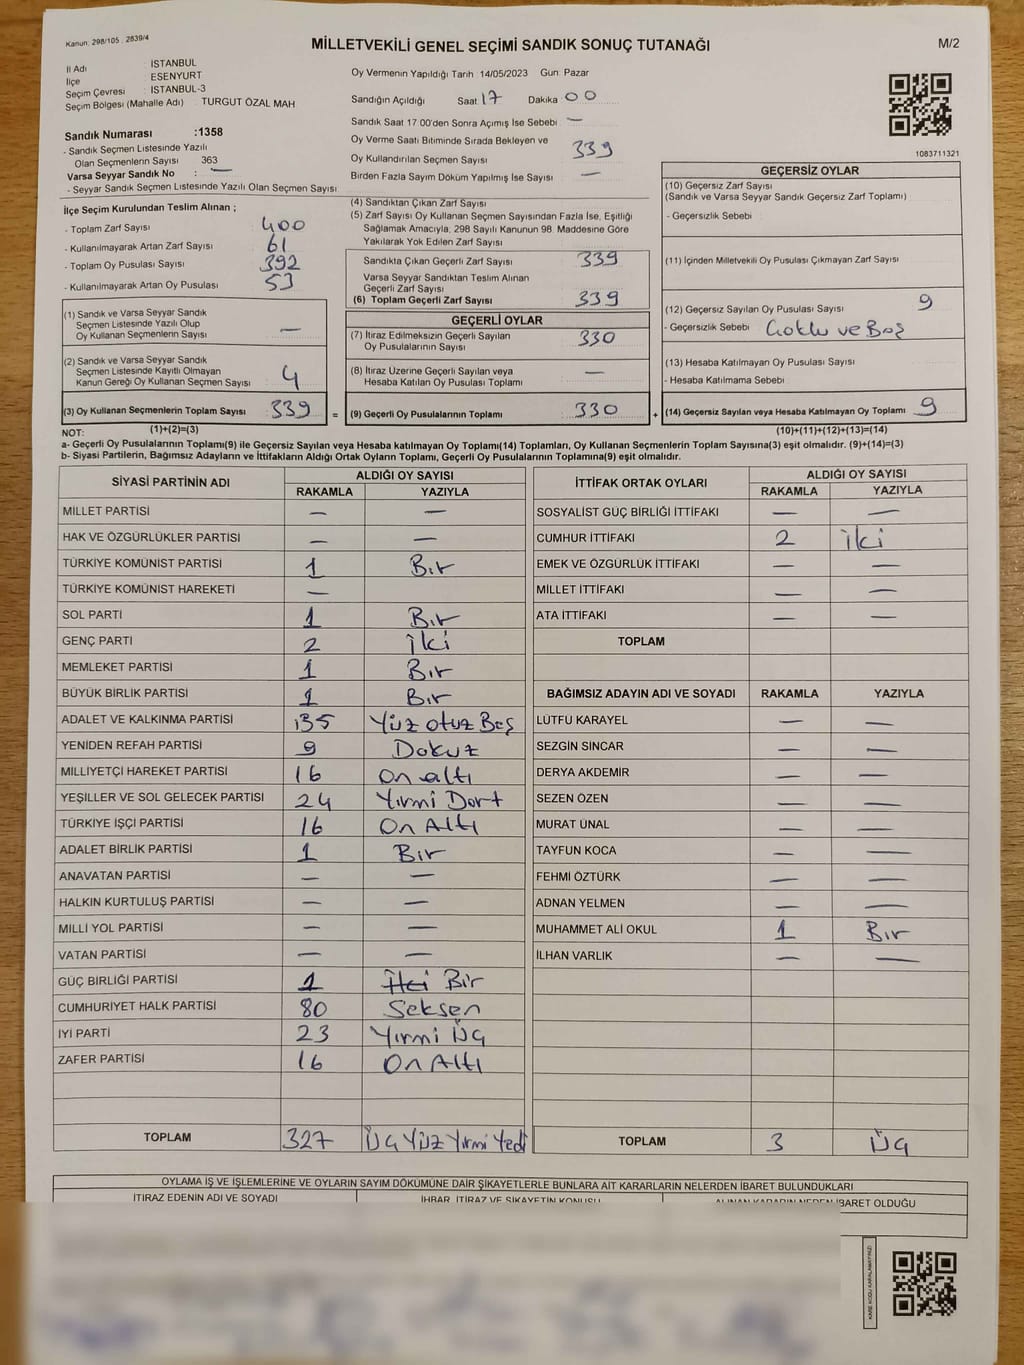 Kanun: 298/105 . 2839/4
MİLLETVEKİLİ GENEL SEÇİMİ SANDIK SONUÇ TUTANAĞI
M/2
İl Adı İSTANBUL
İlçe ESENYURT
Seçim Çevresi : İSTANBUL-3
Seçim Bölgesi (Mahalle Adı) TURGUT ÖZAL MAH
Sandık Numarası :1358
- Sandık Seçmen Listesinde Yazılı
Olan Seçmenlerin Sayısı 363
Varsa Seyyar Sandık No : —
- Seyyar Sandık Seçmen Listesinde Yazılı Olan Seçmen Sayısı
Oy Vermenin Yapıldığı Tarih 14/05/2023 Gün Pazar
Sandığın Açıldığı Saat 17 Dakika 00
Sandık Saat 17 00'den Sonra Açımış İse Sebebi —
Oy Verme Saati Bitiminde Sırada Bekleyen ve
Oy Kullandırılan Seçmen Sayısı 339
Birden Fazla Sayım Döküm Yapılmış İse Sayısı —
1083711321
İlçe Seçim Kurulundan Teslim Alınan ;
- Toplam Zarf Sayısı 400
- Kullanılmayarak Artan Zarf Sayısı 61
- Toplam Oy Pusulası Sayısı 392
- Kullanılmayarak Artan Oy Pusulası 53
(1) Sandık ve Varsa Seyyar Sandık
Seçmen Listesinde Yazılı Olup
Oy Kullanan Seçmenlerin Sayısı —
(2) Sandık ve Varsa Seyyar Sandık
Seçmen Listesinde Kayıtlı Olmayan
Kanun Gereği Oy Kullanan Seçmen Sayısı 4
(3) Oy Kullanan Seçmenlerin Toplam Sayısı 339 =
(4) Sandıktan Çıkan Zarf Sayısı
(5) Zarf Sayısı Oy Kullanan Seçmen Sayısından Fazla İse, Eşitliği
Sağlamak Amacıyla, 298 Sayılı Kanunun 98. Maddesine Göre
Yakılarak Yok Edilen Zarf Sayısı
Sandıkta Çıkan Geçerli Zarf Sayısı 339
Varsa Seyyar Sandıktan Teslim Alınan
Geçerli Zarf Sayısı
(6) Toplam Geçerli Zarf Sayısı 339
GEÇERLİ OYLAR
(7) İtiraz Edilmeksizin Geçerli Sayılan
Oy Pusulalarının Sayısı 330
(8) İtiraz Üzerine Geçerli Sayılan veya
Hesaba Katılan Oy Pusulası Toplamı —
(9) Geçerli Oy Pusulalarının Toplamı 330 +
GEÇERSİZ OYLAR
(10) Geçersiz Zarf Sayısı
(Sandık ve Varsa Seyyar Sandık Geçersiz Zarf Toplamı)
- Geçersizlik Sebebi
(11) İçinden Milletvekili Oy Pusulası Çıkmayan Zarf Sayısı
(12) Geçersiz Sayılan Oy Pusulası Sayısı 9
- Geçersizlik Sebebi Çoklu ve Boş
(13) Hesaba Katılmayan Oy Pusulası Sayısı
- Hesaba Katılmama Sebebi
(14) Geçersiz Sayılan veya Hesaba Katılmayan Oy Toplamı 9
NOT: (1)+(2)=(3) (10)+(11)+(12)+(13)=(14)
a- Geçerli Oy Pusulalarının Toplamı(9) ile Geçersiz Sayılan veya Hesaba katılmayan Oy Toplamı(14) Toplamları, Oy Kullanan Seçmenlerin Toplam Sayısına(3) eşit olmalıdır. (9)+(14)=(3)
b- Siyasi Partilerin, Bağımsız Adayların ve İttifakların Aldığı Ortak Oyların Toplamı, Geçerli Oy Pusulalarının Toplamına(9) eşit olmalıdır.
SİYASİ PARTİNİN ADI ALDIĞI OY SAYISI
RAKAMLA YAZIYLA
MİLLET PARTİSİ — —
HAK VE ÖZGÜRLÜKLER PARTİSİ — —
TÜRKİYE KOMÜNİST PARTİSİ 1 Bir
TÜRKİYE KOMÜNİST HAREKETİ —
SOL PARTİ 1 Bir
GENÇ PARTİ 2 İki
MEMLEKET PARTİSİ 1 Bir
BÜYÜK BİRLİK PARTİSİ 1 Bir
ADALET VE KALKINMA PARTİSİ 135 Yüz otuz Beş
YENİDEN REFAH PARTİSİ 9 Dokuz
MİLLİYETÇİ HAREKET PARTİSİ 16 On altı
YEŞİLLER VE SOL GELECEK PARTİSİ 24 Yirmi Dört
TÜRKİYE İŞÇİ PARTİSİ 16 On Altı
ADALET BİRLİK PARTİSİ 1 Bir
ANAVATAN PARTİSİ — —
HALKIN KURTULUŞ PARTİSİ — —
MİLLİ YOL PARTİSİ — —
VATAN PARTİSİ — —
GÜÇ BİRLİĞİ PARTİSİ 1 İki Bir
CUMHURİYET HALK PARTİSİ 80 Seksen
İYİ PARTİ 23 Yirmi Üç
ZAFER PARTİSİ 16 On Altı
TOPLAM 327 Üç Yüz Yirmi Yedi
İTTİFAK ORTAK OYLARI ALDIĞI OY SAYISI
RAKAMLA YAZIYLA
SOSYALİST GÜÇ BİRLİĞİ İTTİFAKI — —
CUMHUR İTTİFAKI 2 İki
EMEK VE ÖZGÜRLÜK İTTİFAKI — —
MİLLET İTTİFAKI — —
ATA İTTİFAKI — —
TOPLAM
BAĞIMSIZ ADAYIN ADI VE SOYADI RAKAMLA YAZIYLA
LÜTFÜ KARAYEL — —
SEZGİN SİNCAR — —
DERYA AKDEMİR — —
SEZEN ÖZEN — —
MURAT ÜNAL — —
TAYFUN KOCA — —
FEHMİ ÖZTÜRK — —
ADNAN YELMEN — —
MUHAMMET ALİ OKUL 1 Bir
İLHAN VARLIK — —
TOPLAM 3 Üç
OYLAMA İŞ VE İŞLEMLERİNE VE OYLARIN SAYIM DÖKÜMÜNE DAİR ŞİKAYETLERLE BUNLARA AİT KARARLARIN NELERDEN İBARET BULUNDUKLARI
İTİRAZ EDENİN ADI VE SOYADI İHBAR, İTİRAZ VE ŞİKAYETİN KONUSU ALINAN KARARIN NEDEN İBARET OLDUĞU